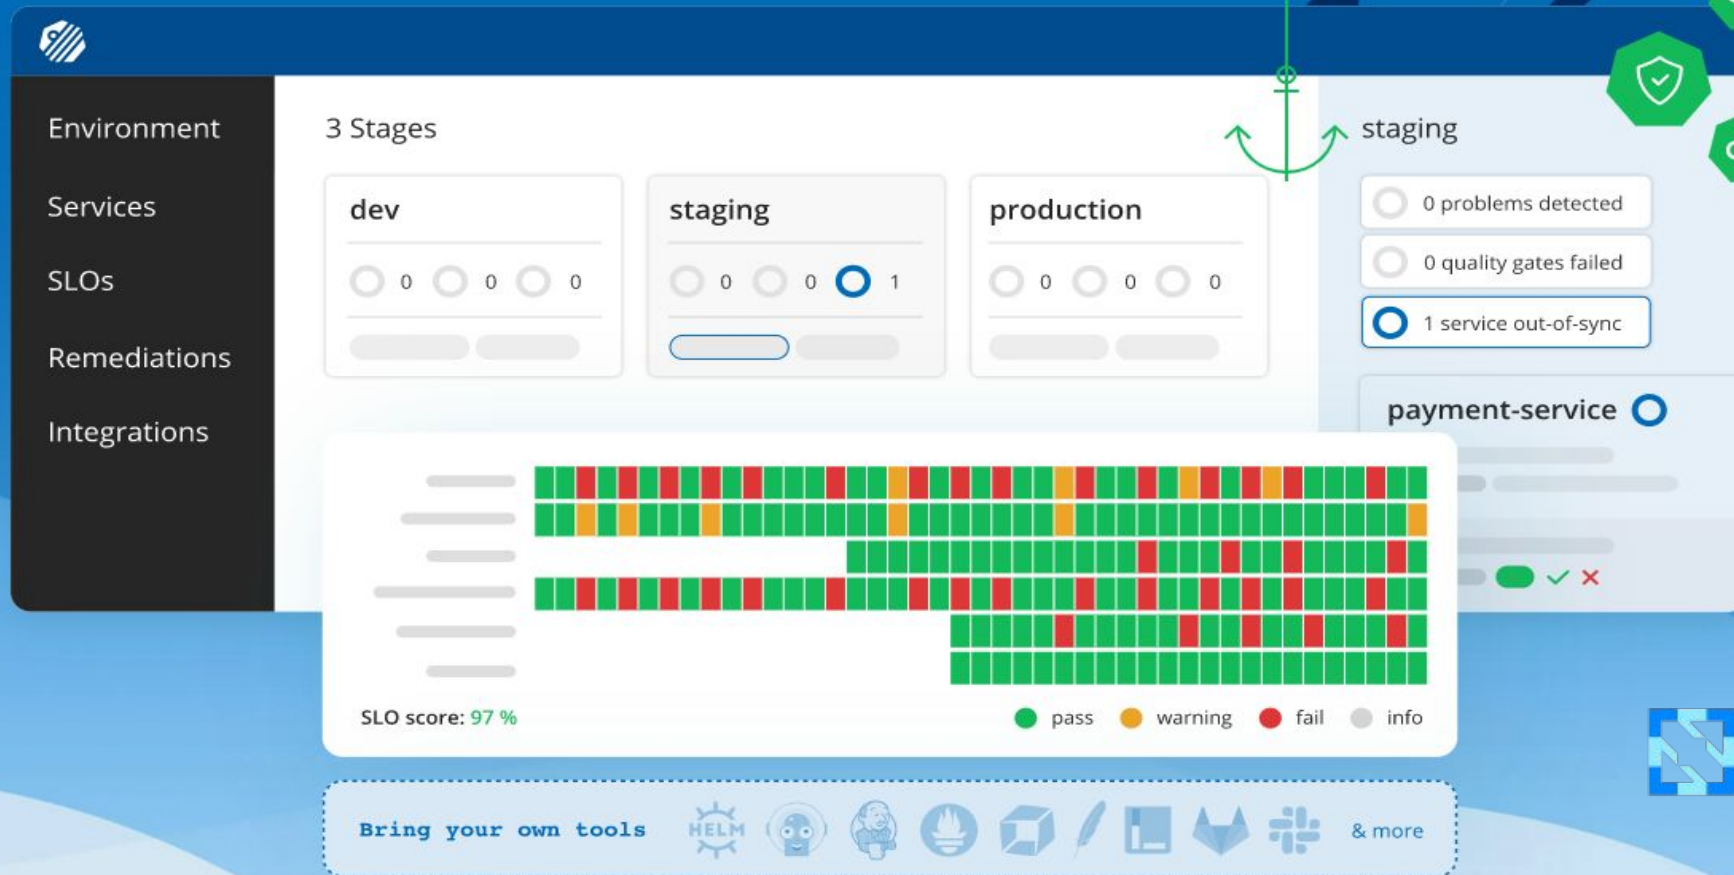 Environment
Services
SLOs
Remediations
Integrations
3 Stages
dev
0 0 0
staging
0 0 1
production
0 0 0
staging
0 problems detected
0 quality gates failed
1 service out-of-sync
payment-service
SLO score: 97 %
pass warning fail info
Bring your own tools
HELM
& more